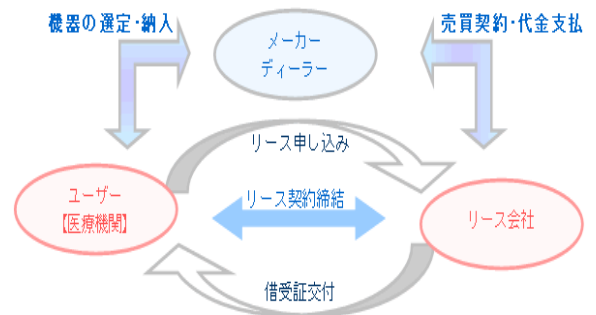 機器の選定・納入
売買契約・代金支払
メーカー
ディーラー
リース申し込み
ユーザー
【医療機関】
リース契約締結
リース会社
借受証交付